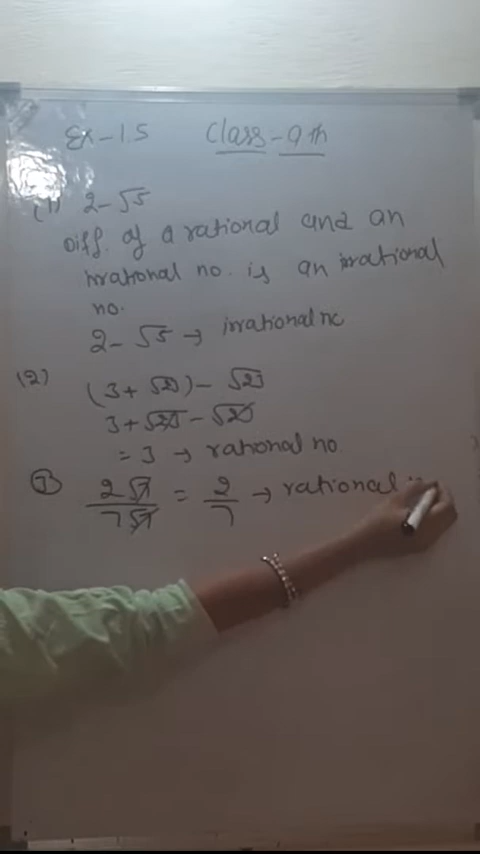 Ex-1.5 Class-9th
(1) 2-√5
Diff. of a rational and an
irrational no. is an irrational
no.
2-√5 → irrational no
(2) (3+√23)-√23
3+√23-√23
= 3 → rational no.
③ 2√7/7√7 = 2/7 → rational